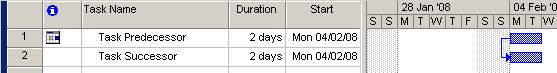 Task Name Duration Start 28 Jan '08 04 Feb '0
S S M T W T F S S M T W
1 Task Predecessor 2 days Mon 04/02/08
2 Task Successor 2 days Mon 04/02/08